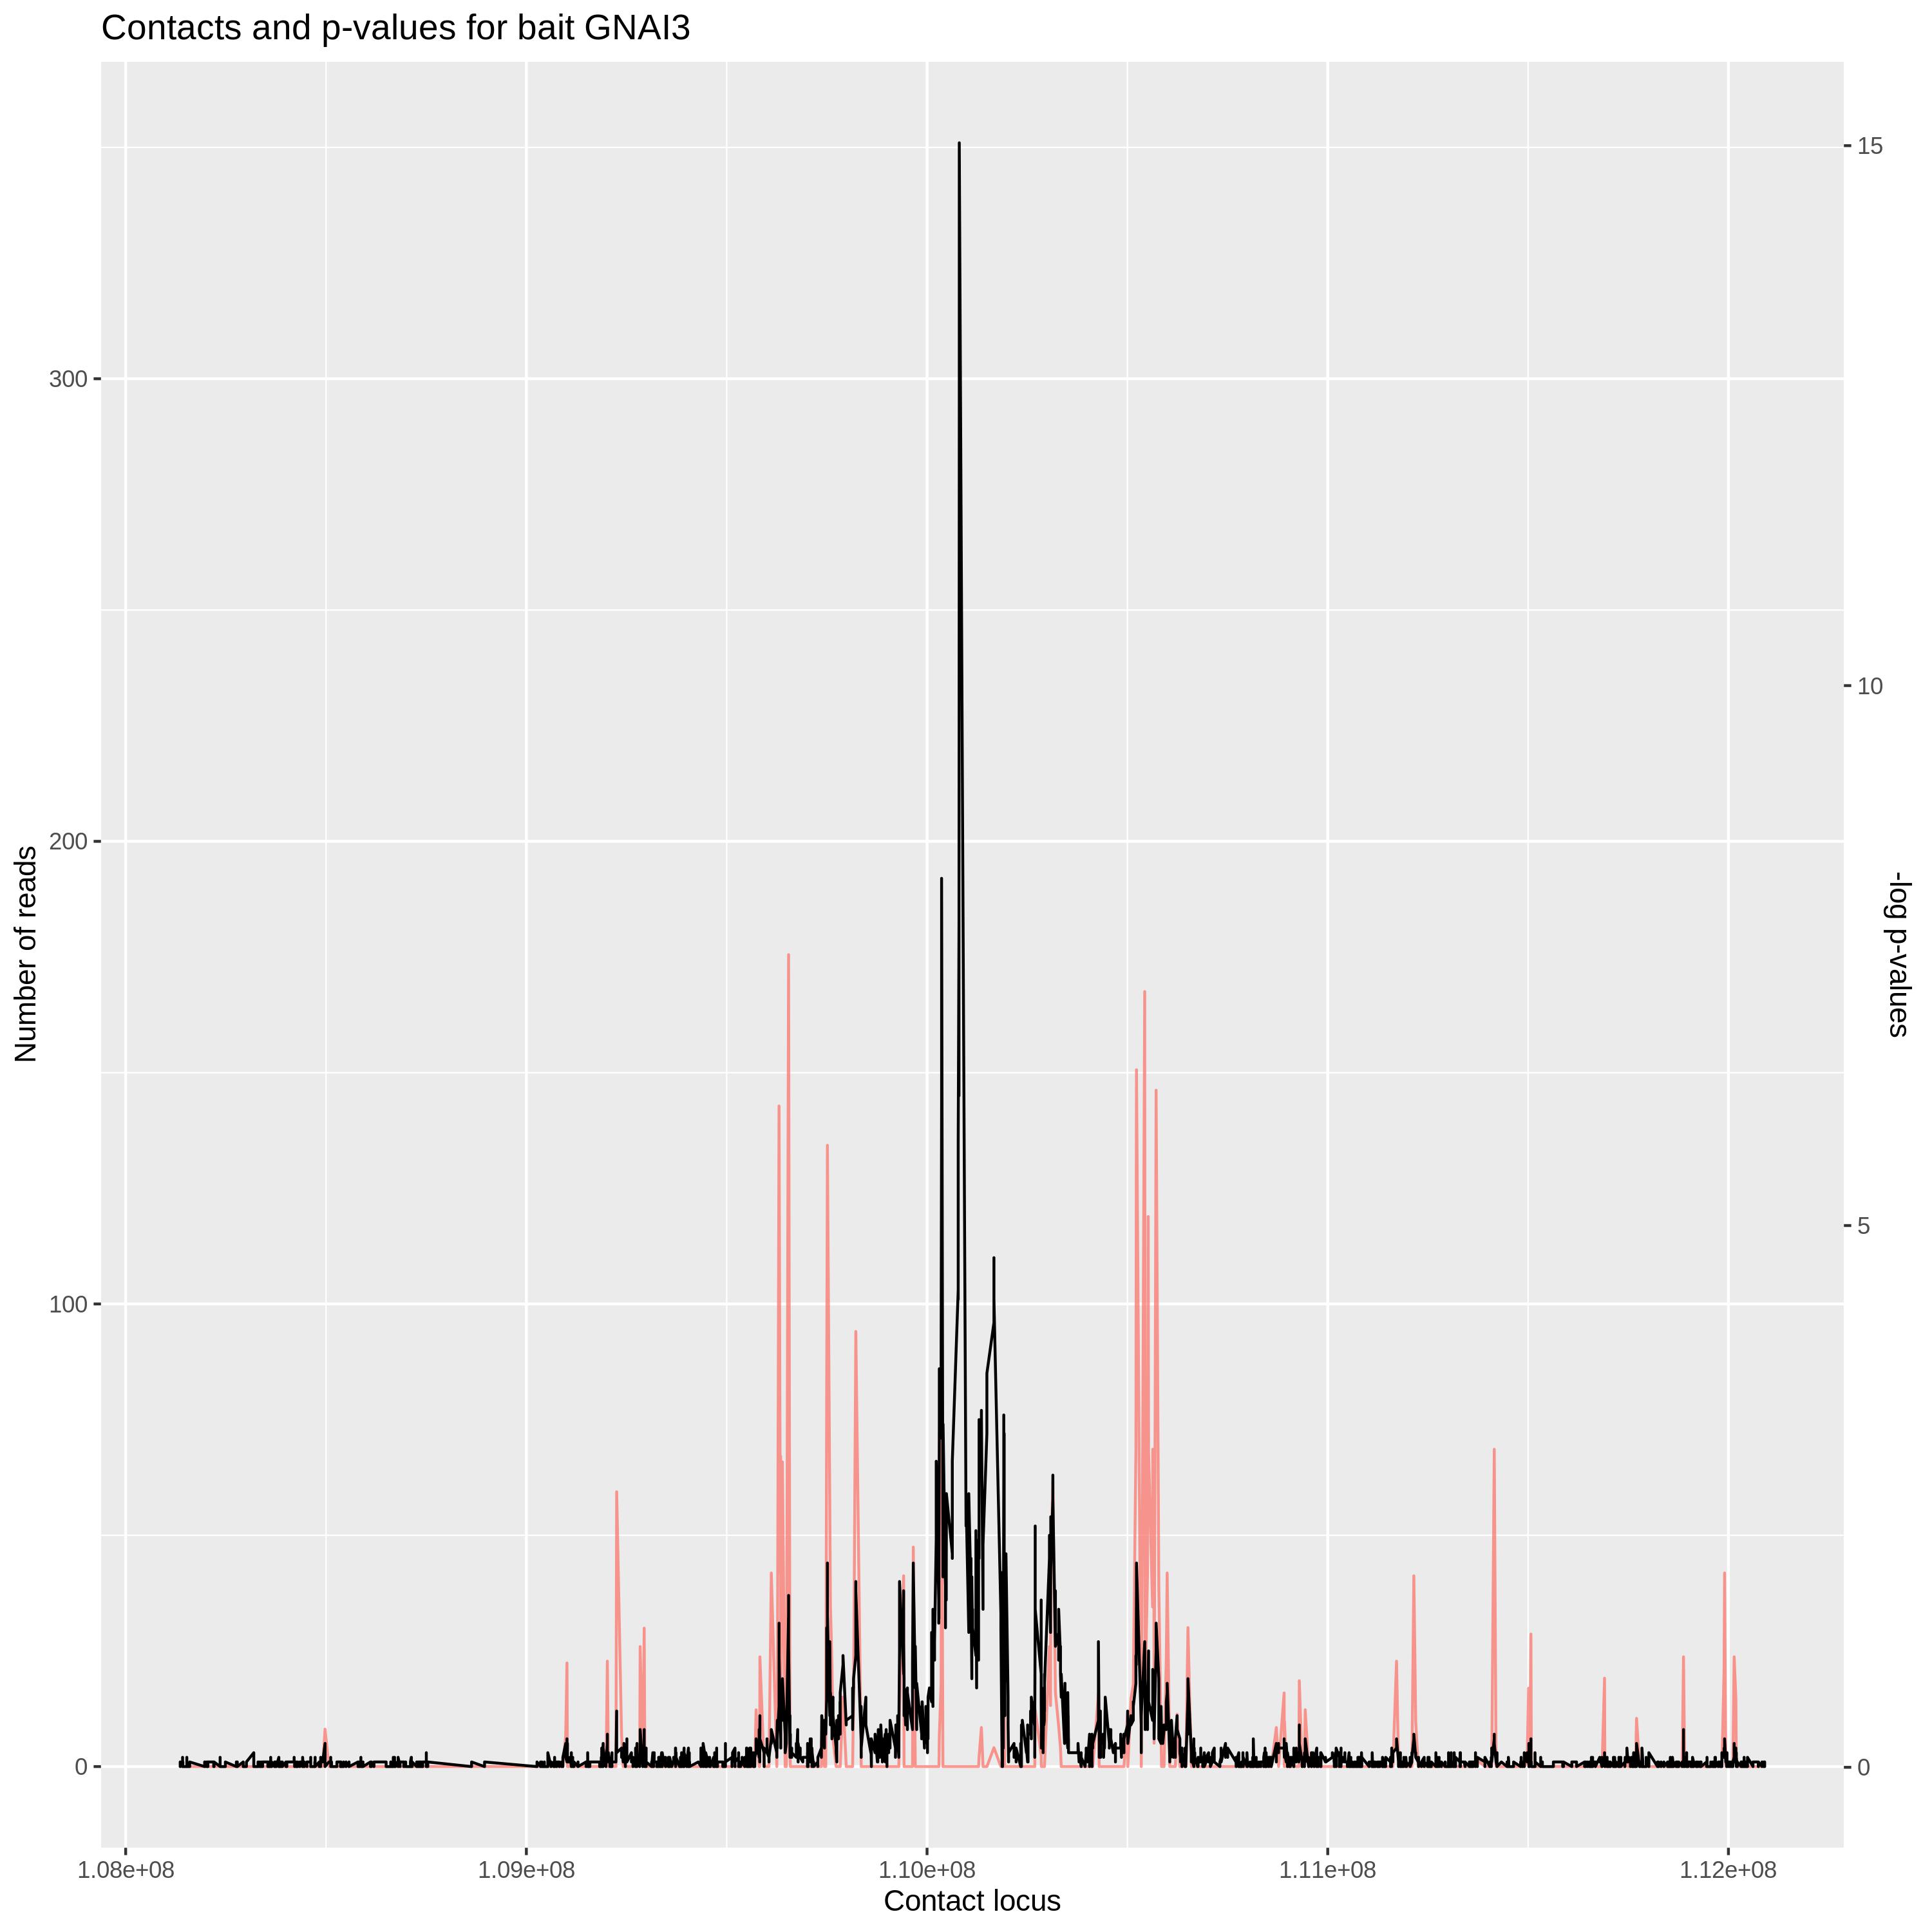 Contacts and p-values for bait GNAI3
Number of reads
300
200
100
0
15
10
5
0
-log p-values
1.08e+08 1.09e+08 1.10e+08 1.11e+08 1.12e+08
Contact locus